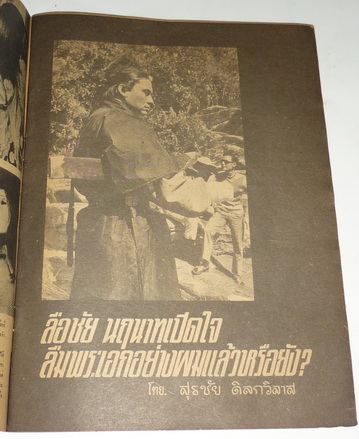 ลือชัย นฤนาทเปิดใจ
ลืมพระเอกอย่างผมแล้วหรือยัง?
โดย. สุรชัย ดิลกวิลาส